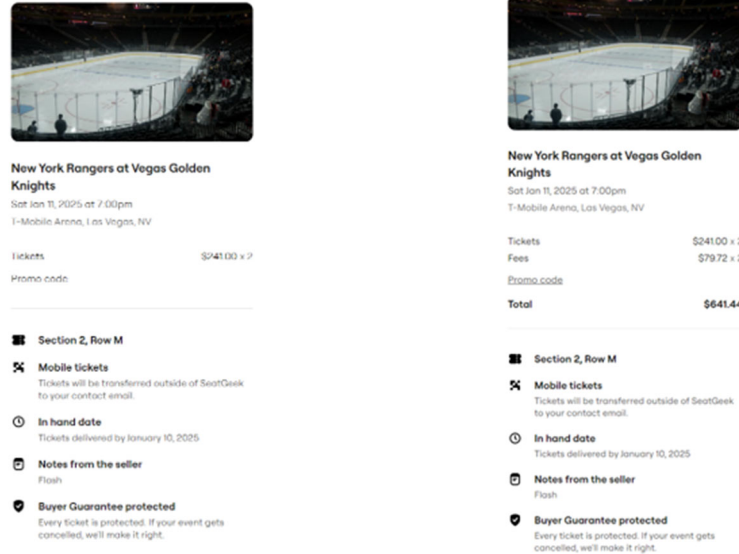 New York Rangers at Vegas Golden
Knights
Sat Jan 11, 2025 at 7:00pm
T-Mobile Arena, Las Vegas, NV
Tickets $241.00 x 2
Promo code
Section 2, Row M
Mobile tickets
Tickets will be transferred outside of SeatGeek
to your contact email.
In hand date
Tickets delivered by January 10, 2025
Notes from the seller
Flash
Buyer Guarantee protected
Every ticket is protected. If your event gets
cancelled, we'll make it right.
New York Rangers at Vegas Golden
Knights
Sat Jan 11, 2025 at 7:00pm
T-Mobile Arena, Las Vegas, NV
Tickets $241.00 x
Fees $79.72 x
Promo code
Total $641.44
Section 2, Row M
Mobile tickets
Tickets will be transferred outside of SeatGeek
to your contact email.
In hand date
Tickets delivered by January 10, 2025
Notes from the seller
Flash
Buyer Guarantee protected
Every ticket is protected. If your event gets
cancelled, we'll make it right.